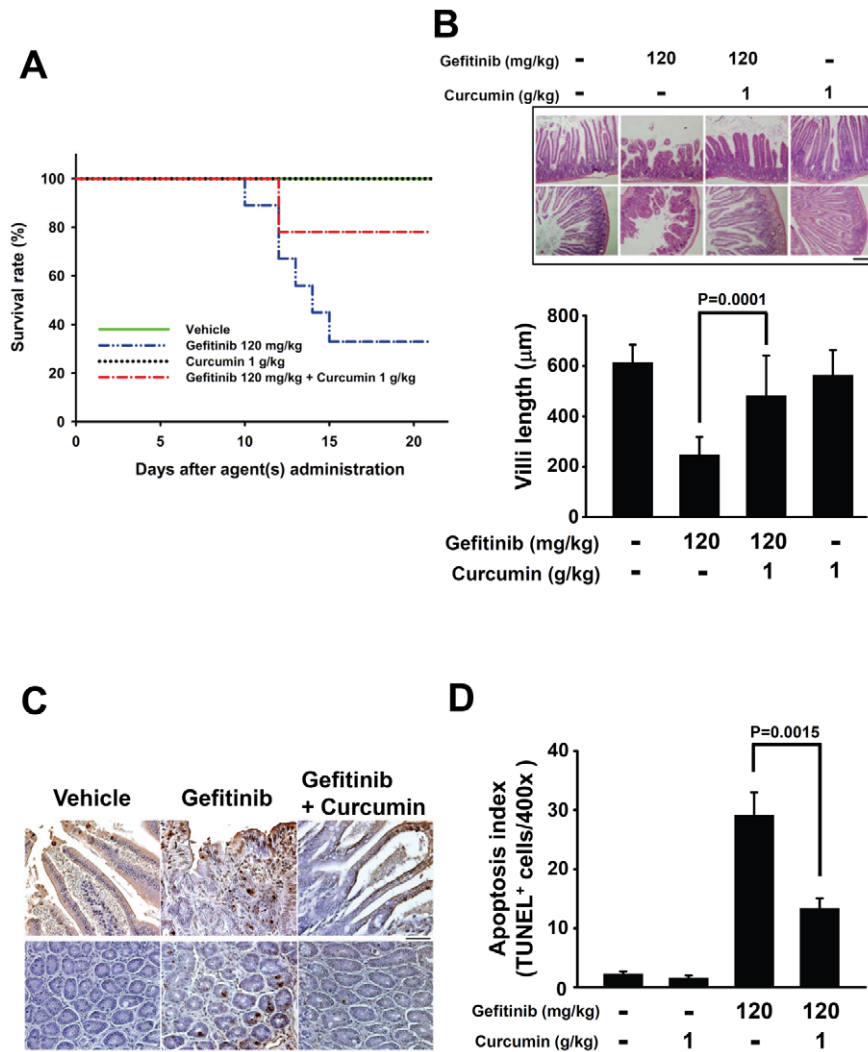 A
Survival rate (%)
100
80
60
40
20
0
Vehicle
Gefitinib 120 mg/kg
Curcumin 1 g/kg
Gefitinib 120 mg/kg + Curcumin 1 g/kg
0 5 10 15 20
Days after agent(s) administration
B
Gefitinib (mg/kg) - 120 120 -
Curcumin (g/kg) - - 1 1
P=0.0001
Villi length (μm)
800
600
400
200
0
Gefitinib (mg/kg) - 120 120 -
Curcumin (g/kg) - - 1 1
C
Vehicle
Gefitinib
Gefitinib
+ Curcumin
D
P=0.0015
Apoptosis index
(TUNEL⁺ cells/400x)
40
30
20
10
0
Gefitinib (mg/kg) - - 120 120
Curcumin (g/kg) - 1 - 1